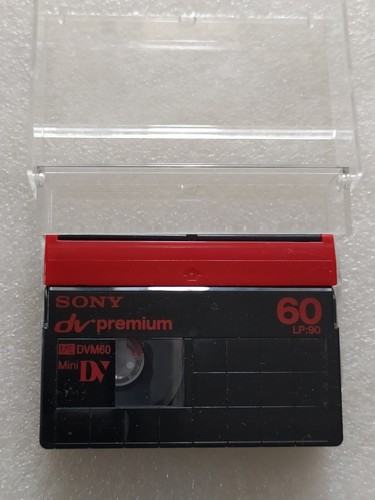 SONY
dv premium
60
LP:90
DVM60
Mini DV